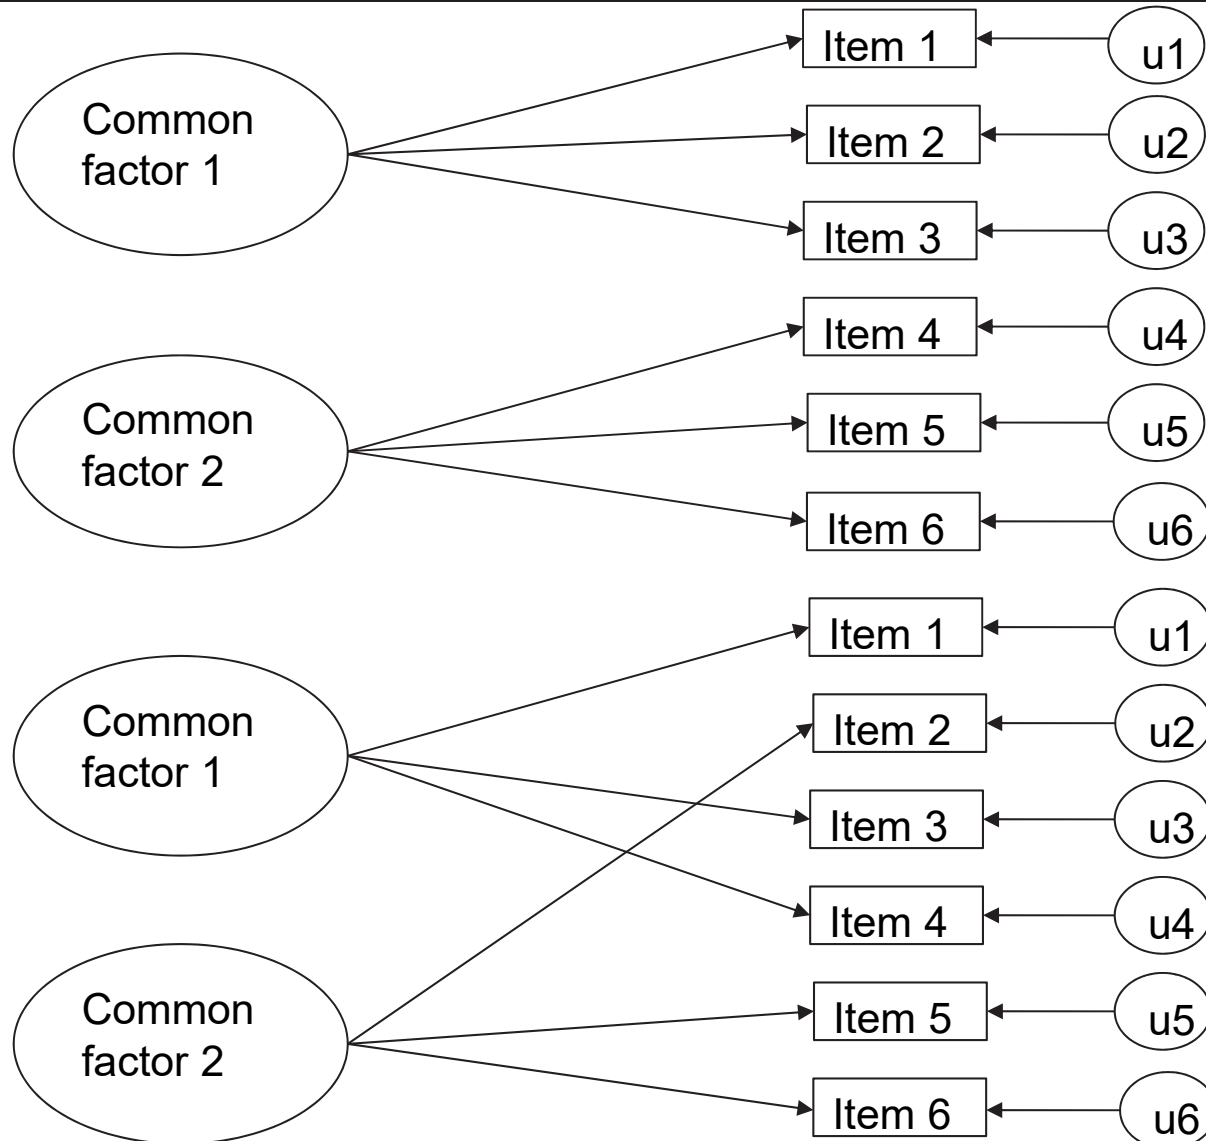 Common
factor 1
Item 1
u1
Item 2
u2
Item 3
u3
Common
factor 2
Item 4
u4
Item 5
u5
Item 6
u6
Common
factor 1
Item 1
u1
Item 2
u2
Item 3
u3
Item 4
u4
Common
factor 2
Item 5
u5
Item 6
u6